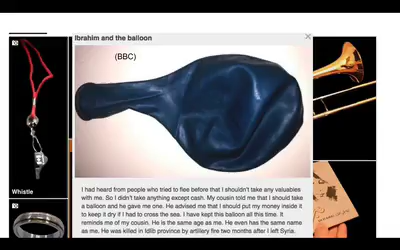 Ibrahim and the balloon
(BBC)
Whistle
I had heard from people who tried to flee before that I shouldn't take any valuables
with me. So I didn't take anything except cash. My cousin told me that I should take
a balloon and he gave me one. He advised me that I should put my money inside it
to keep it dry if I had to cross the sea. I have kept this balloon all this time. It
reminds me of my cousin. He is the same age as me. He even has the same name
as me. He was killed in Idlib province by artillery fire two months after I left Syria.